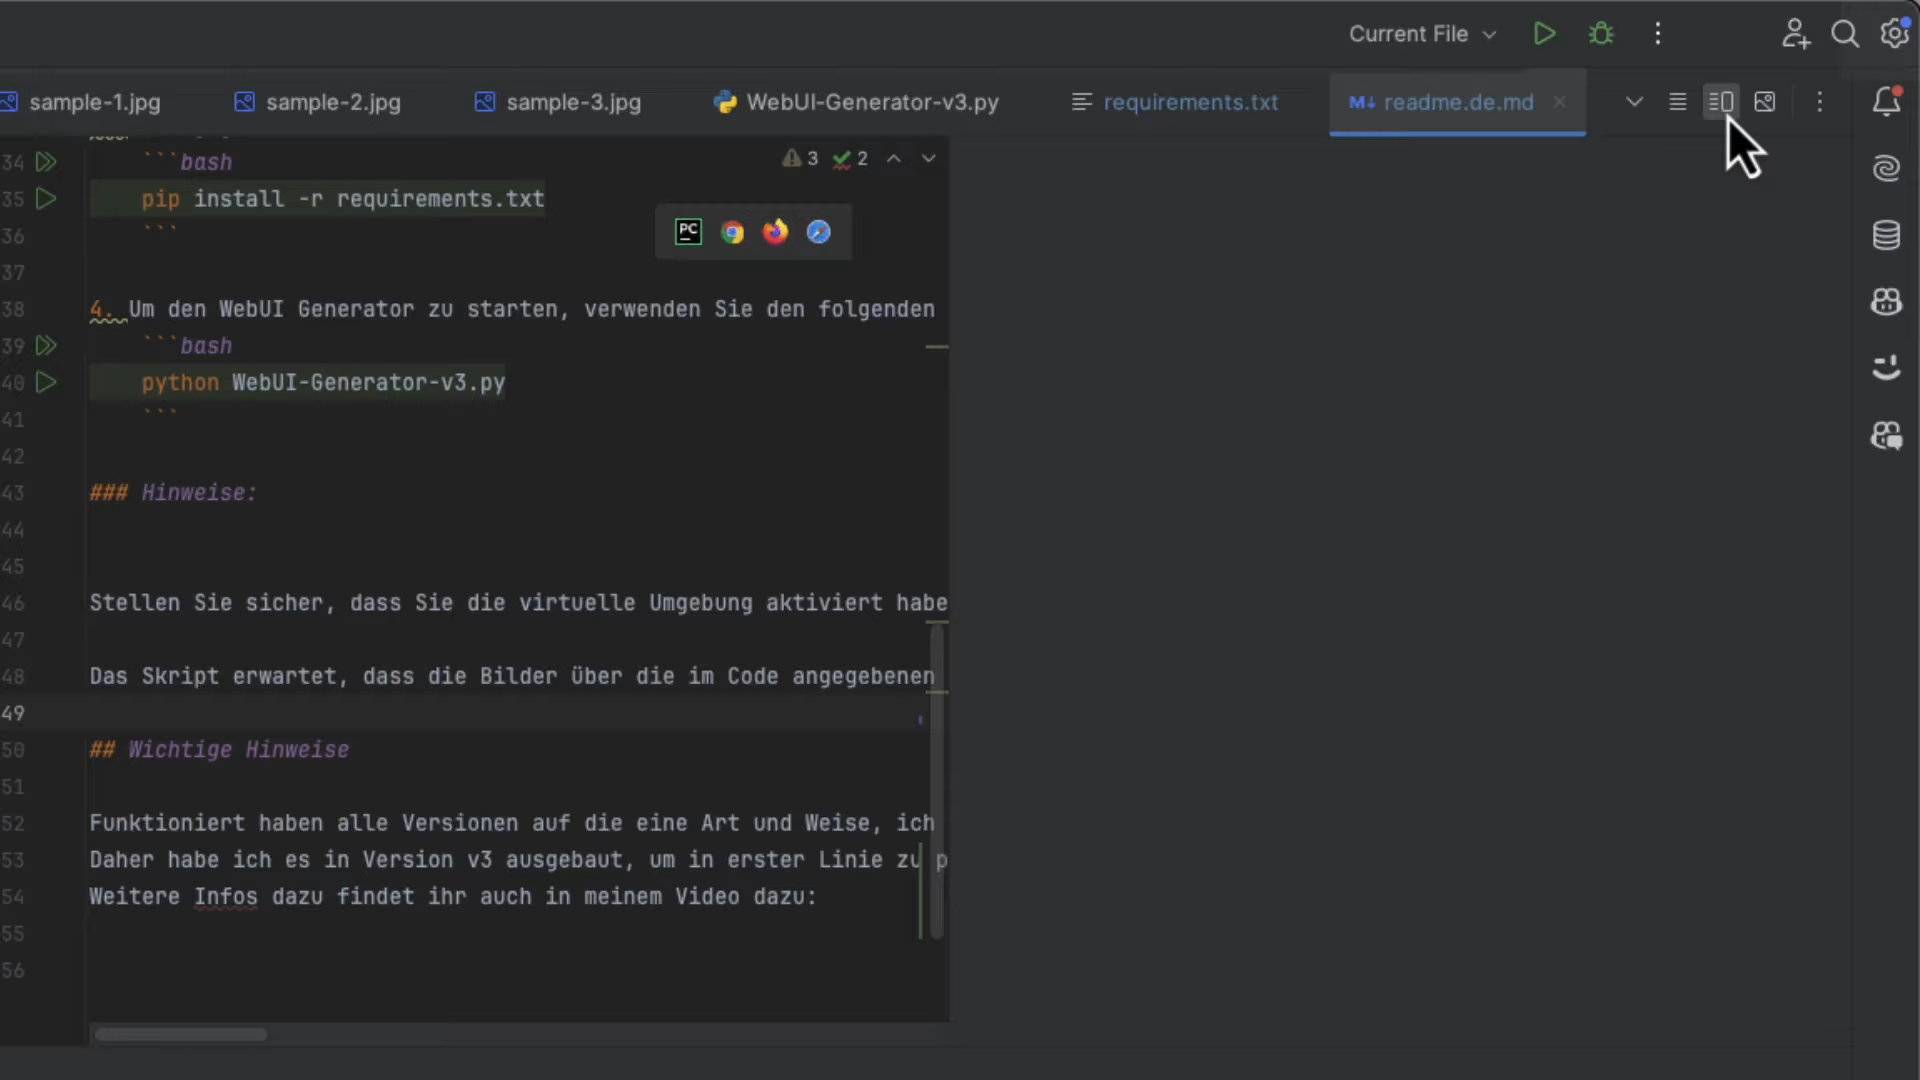 Current File
sample-1.jpg
sample-2.jpg
sample-3.jpg
WebUI-Generator-v3.py
requirements.txt
M↓ readme.de.md
3 2
34 ```bash
35 pip install -r requirements.txt
PC
36 ```
37
38 4. Um den WebUI Generator zu starten, verwenden Sie den folgenden
39 ```bash
40 python WebUI-Generator-v3.py
41 ```
42
43 ### Hinweise:
44
45
46 Stellen Sie sicher, dass Sie die virtuelle Umgebung aktiviert habe
47
48 Das Skript erwartet, dass die Bilder über die im Code angegebenen
49
50 ## Wichtige Hinweise
51
52 Funktioniert haben alle Versionen auf die eine Art und Weise, ich
53 Daher habe ich es in Version v3 ausgebaut, um in erster Linie zu p
54 Weitere Infos dazu findet ihr auch in meinem Video dazu:
55
56